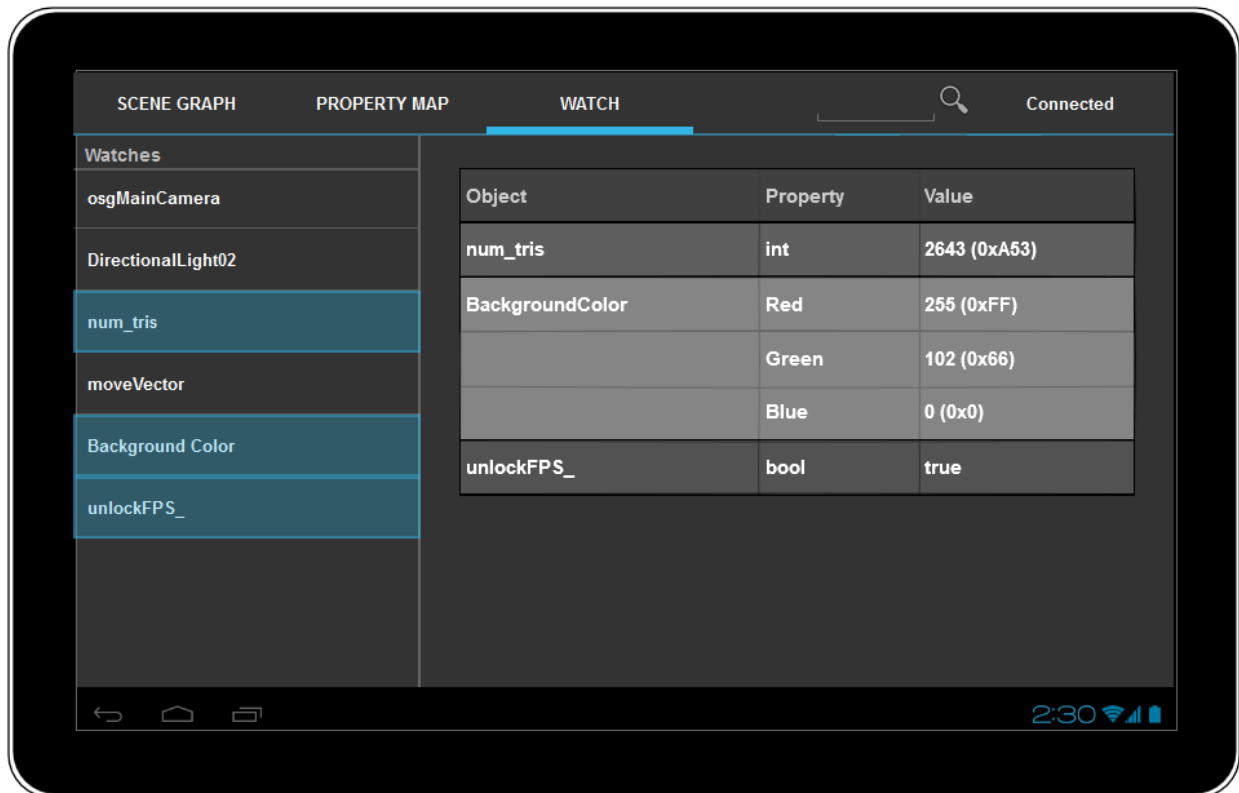 SCENE GRAPH PROPERTY MAP WATCH Connected
Watches
osgMainCamera
DirectionalLight02
num_tris
moveVector
Background Color
unlockFPS_
Object Property Value
num_tris int 2643 (0xA53)
BackgroundColor Red 255 (0xFF)
Green 102 (0x66)
Blue 0 (0x0)
unlockFPS_ bool true
2:30